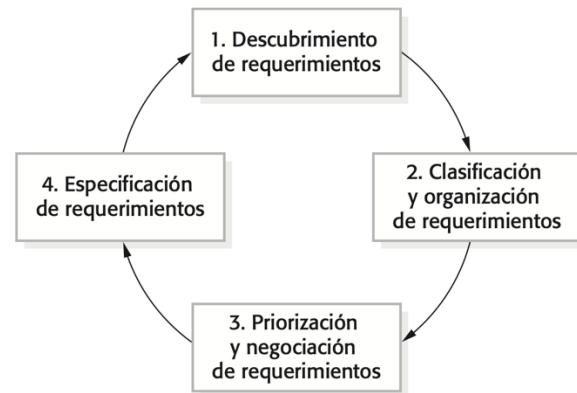 1. Descubrimiento
de requerimientos
2. Clasificación
y organización
de requerimientos
3. Priorización
y negociación
de requerimientos
4. Especificación
de requerimientos